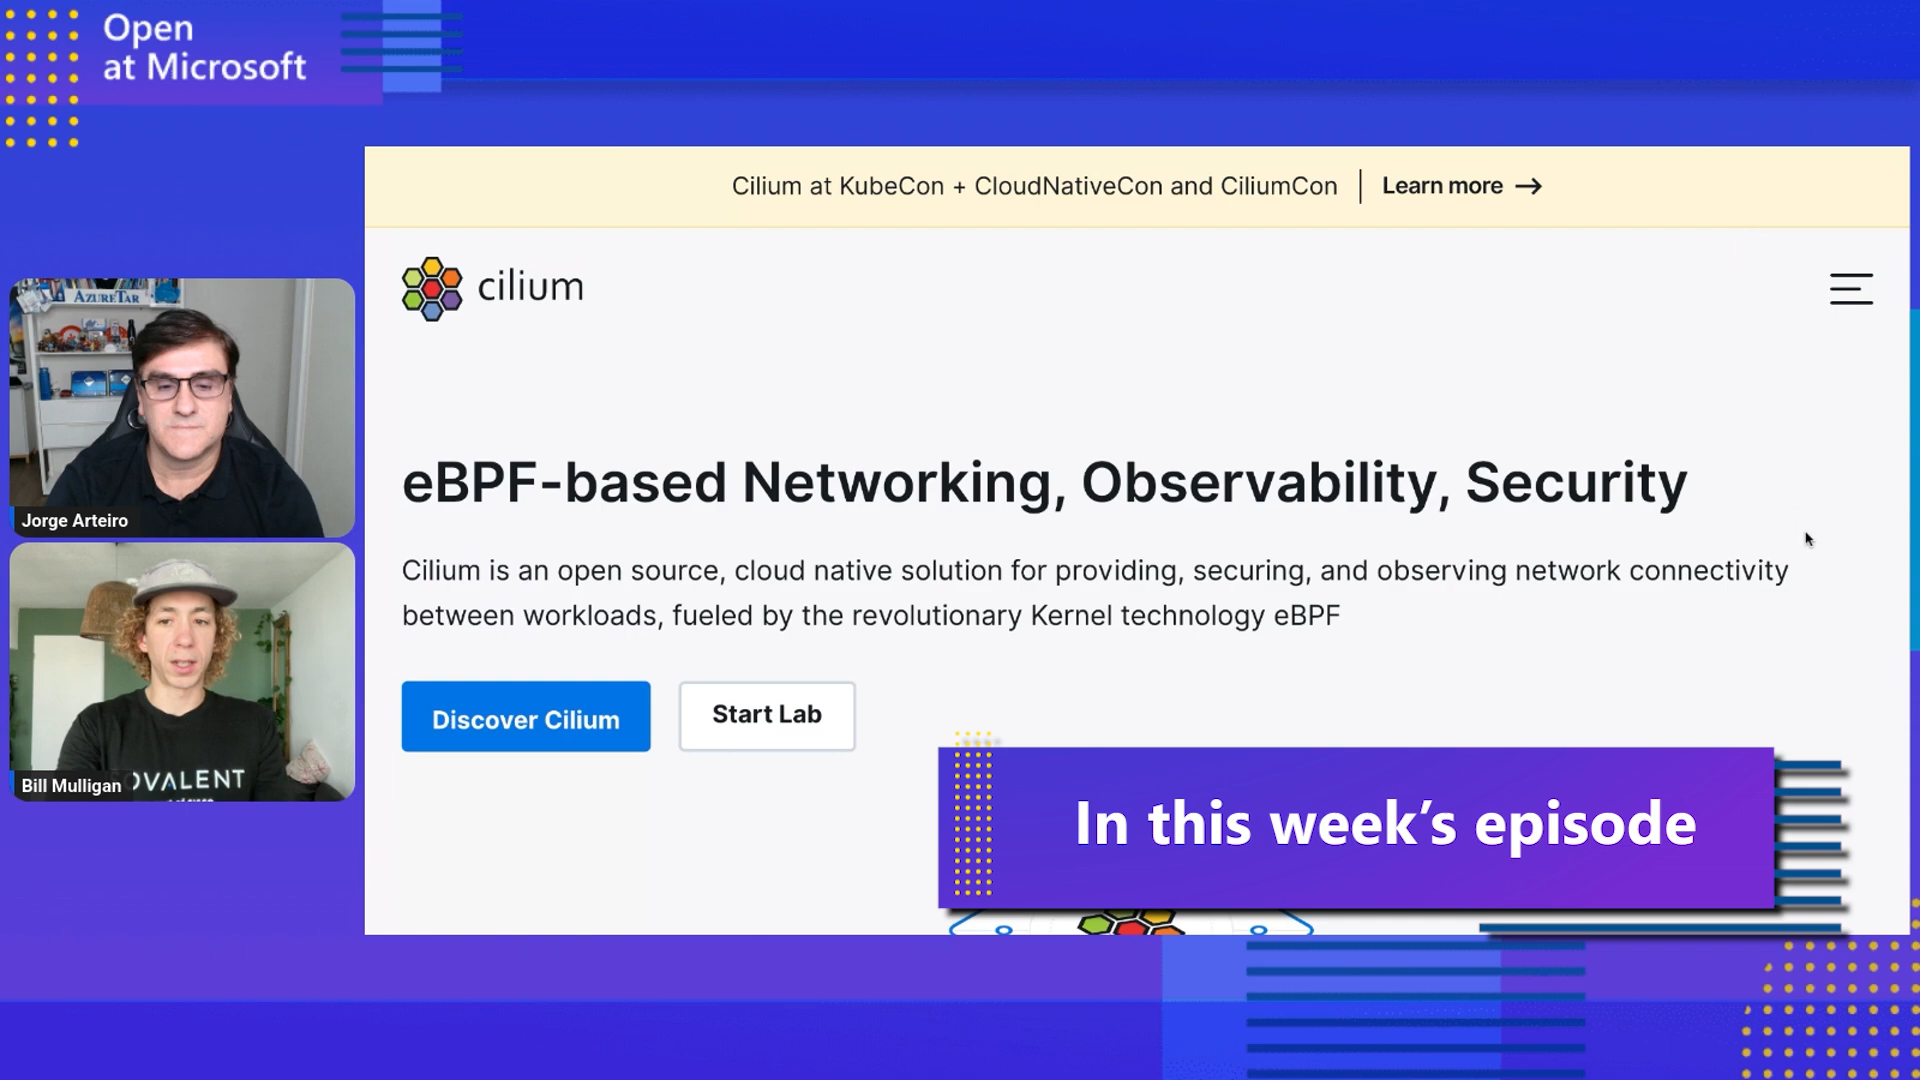 Open
at Microsoft
Cilium at KubeCon + CloudNativeCon and CiliumCon | Learn more →
cilium
AZURETAR
Jorge Arteiro
eBPF-based Networking, Observability, Security
Cilium is an open source, cloud native solution for providing, securing, and observing network connectivity
between workloads, fueled by the revolutionary Kernel technology eBPF
Discover Cilium
Start Lab
OVALENT
Bill Mulligan
In this week’s episode